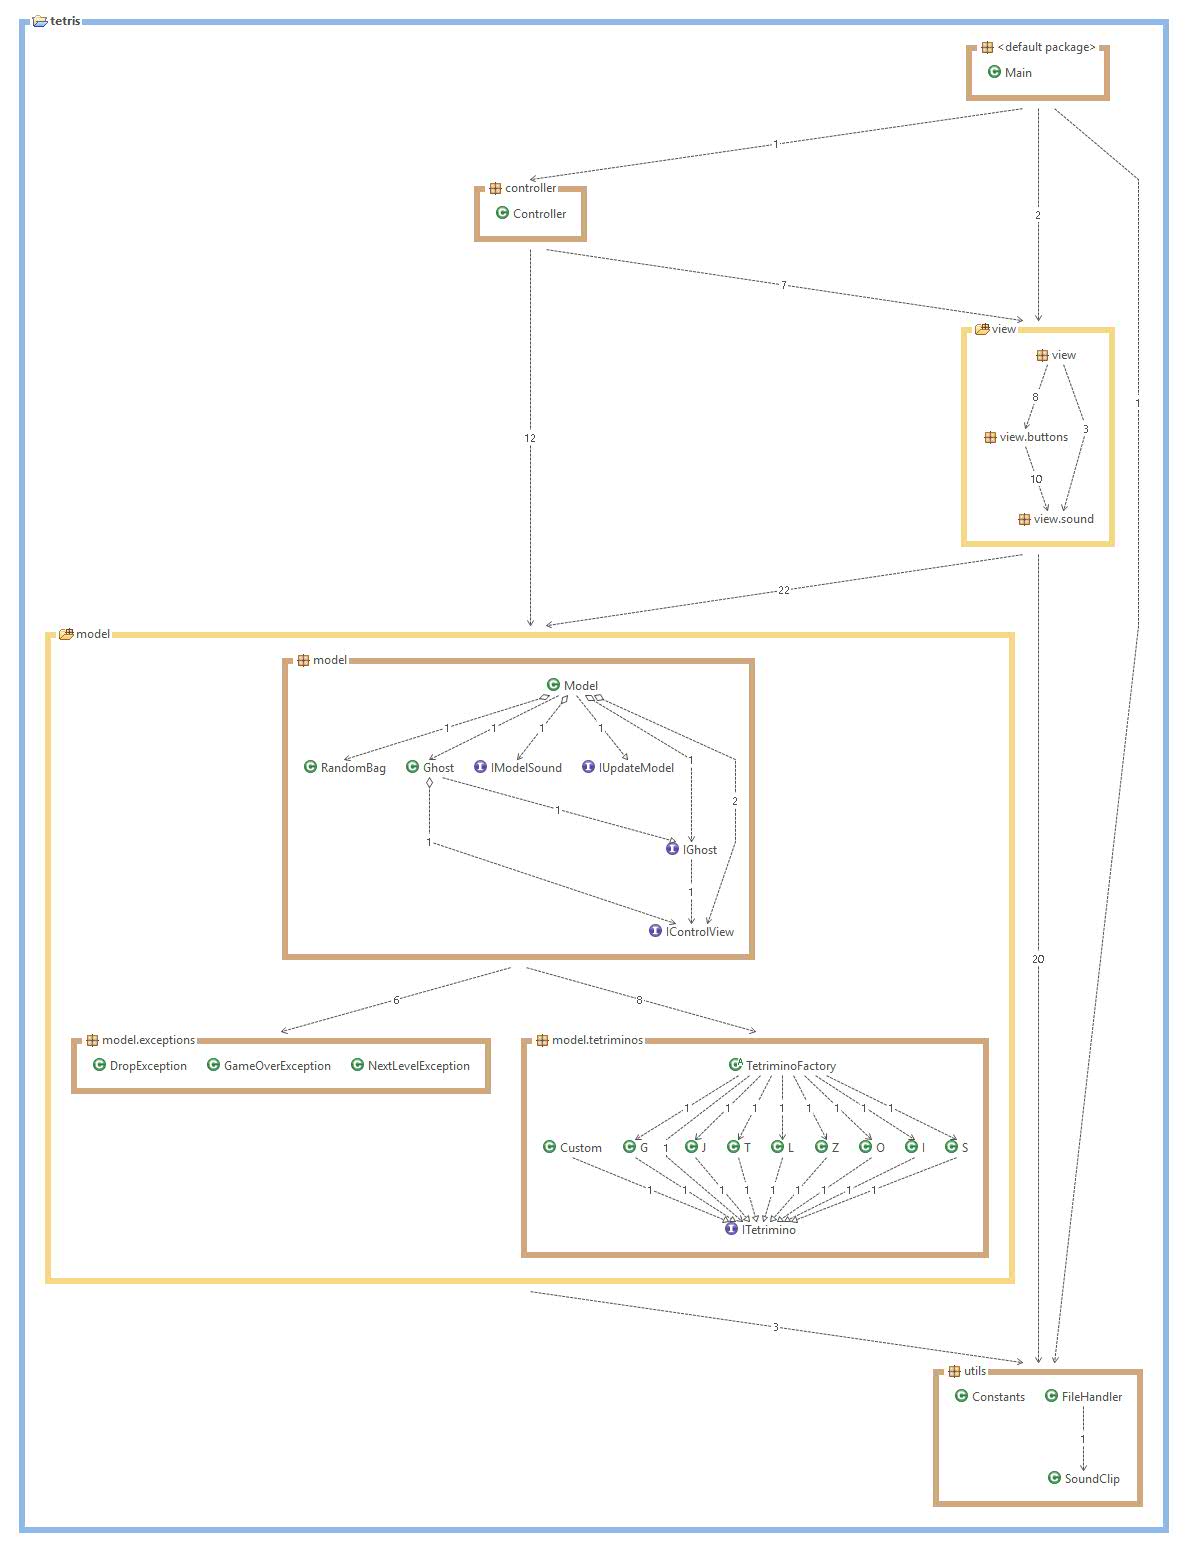 tetris
<default package>
Main
1
controller
Controller
2
7
view
view
8
1
12
3
view.buttons
10
view.sound
22
model
model
Model
1 1 1 1
RandomBag Ghost IModelSound IUpdateModel 1
2
1
1
IGhost
1
IControlView
20
6 8
model.exceptions model.tetriminos
DropException GameOverException NextLevelException TetriminoFactory
1 1 1 1 1 1 1 1
Custom G 1 J T L Z O I S
1 1 1 1 1 1 1 1 1
ITetrimino
3
utils
Constants FileHandler
1
SoundClip